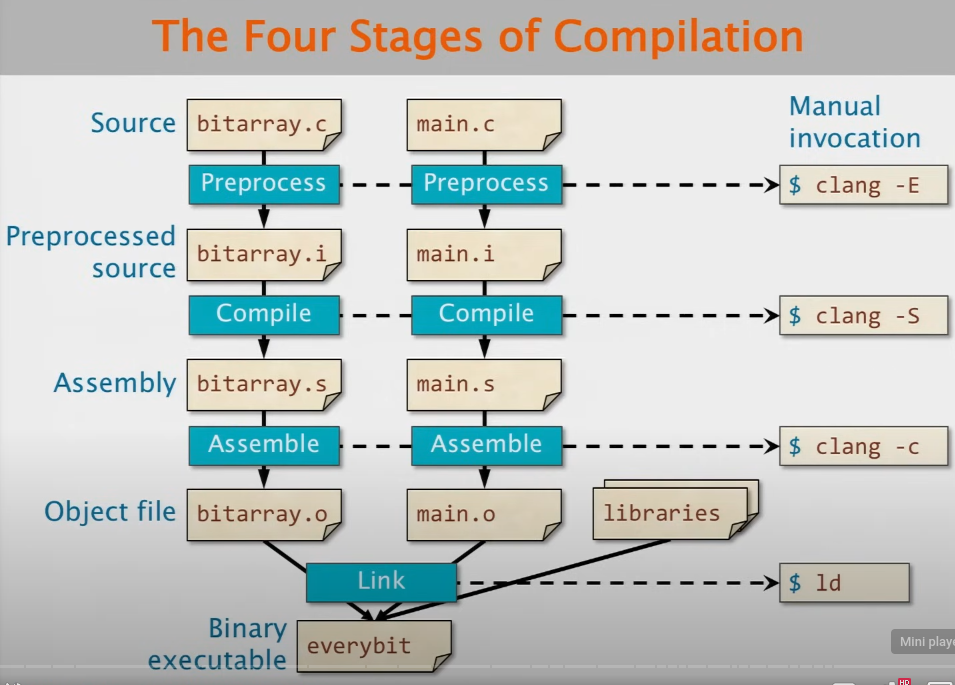 The Four Stages of Compilation
Manual
invocation
Source
bitarray.c
main.c
Preprocess
Preprocess
$ clang -E
Preprocessed
source
bitarray.i
main.i
Compile
Compile
$ clang -S
Assembly
bitarray.s
main.s
Assemble
Assemble
$ clang -c
Object file
bitarray.o
main.o
libraries
Link
$ ld
Binary
executable
everybit
Mini playe
HD